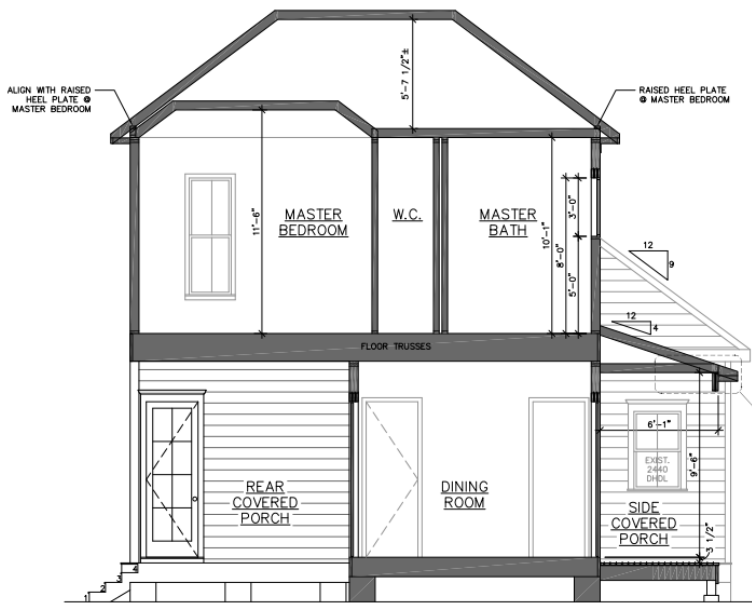 ALIGN WITH RAISED
HEEL PLATE @
MASTER BEDROOM
5'-7 1/2"±
RAISED HEEL PLATE
@ MASTER BEDROOM
MASTER
BEDROOM
11'-6"
W.C.
MASTER
BATH
10'-1"
8'-0"
3'-0"
5'-0"
12
9
12
4
FLOOR TRUSSES
6'-1"
9'-6"
EXIST.
2440
DHDL
REAR
COVERED
PORCH
DINING
ROOM
SIDE
COVERED
PORCH
3 1/2"
4
3
2
1